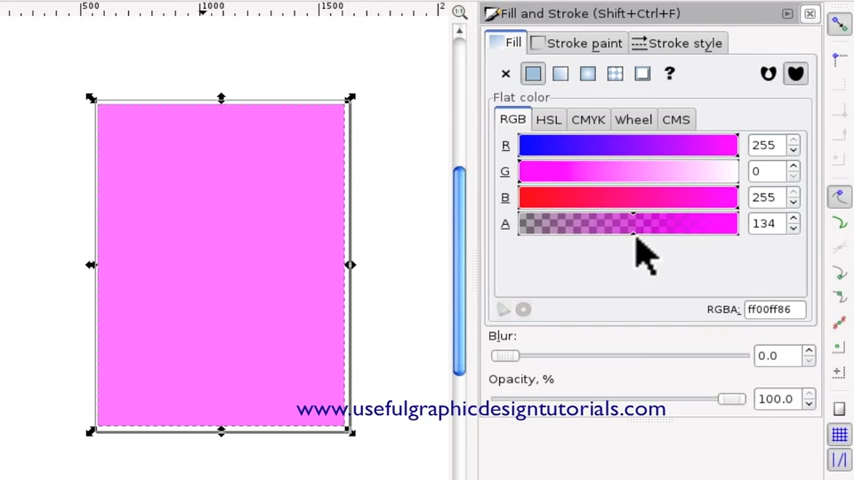 500
1000
1500
2
Fill and Stroke (Shift+Ctrl+F)
Fill
Stroke paint
Stroke style
?
Flat color
RGB
HSL
CMYK
Wheel
CMS
R
255
G
0
B
255
A
134
RGBA:
ff00ff86
Blur:
0.0
Opacity, %
100.0
www.usefulgraphicdesigntutorials.com